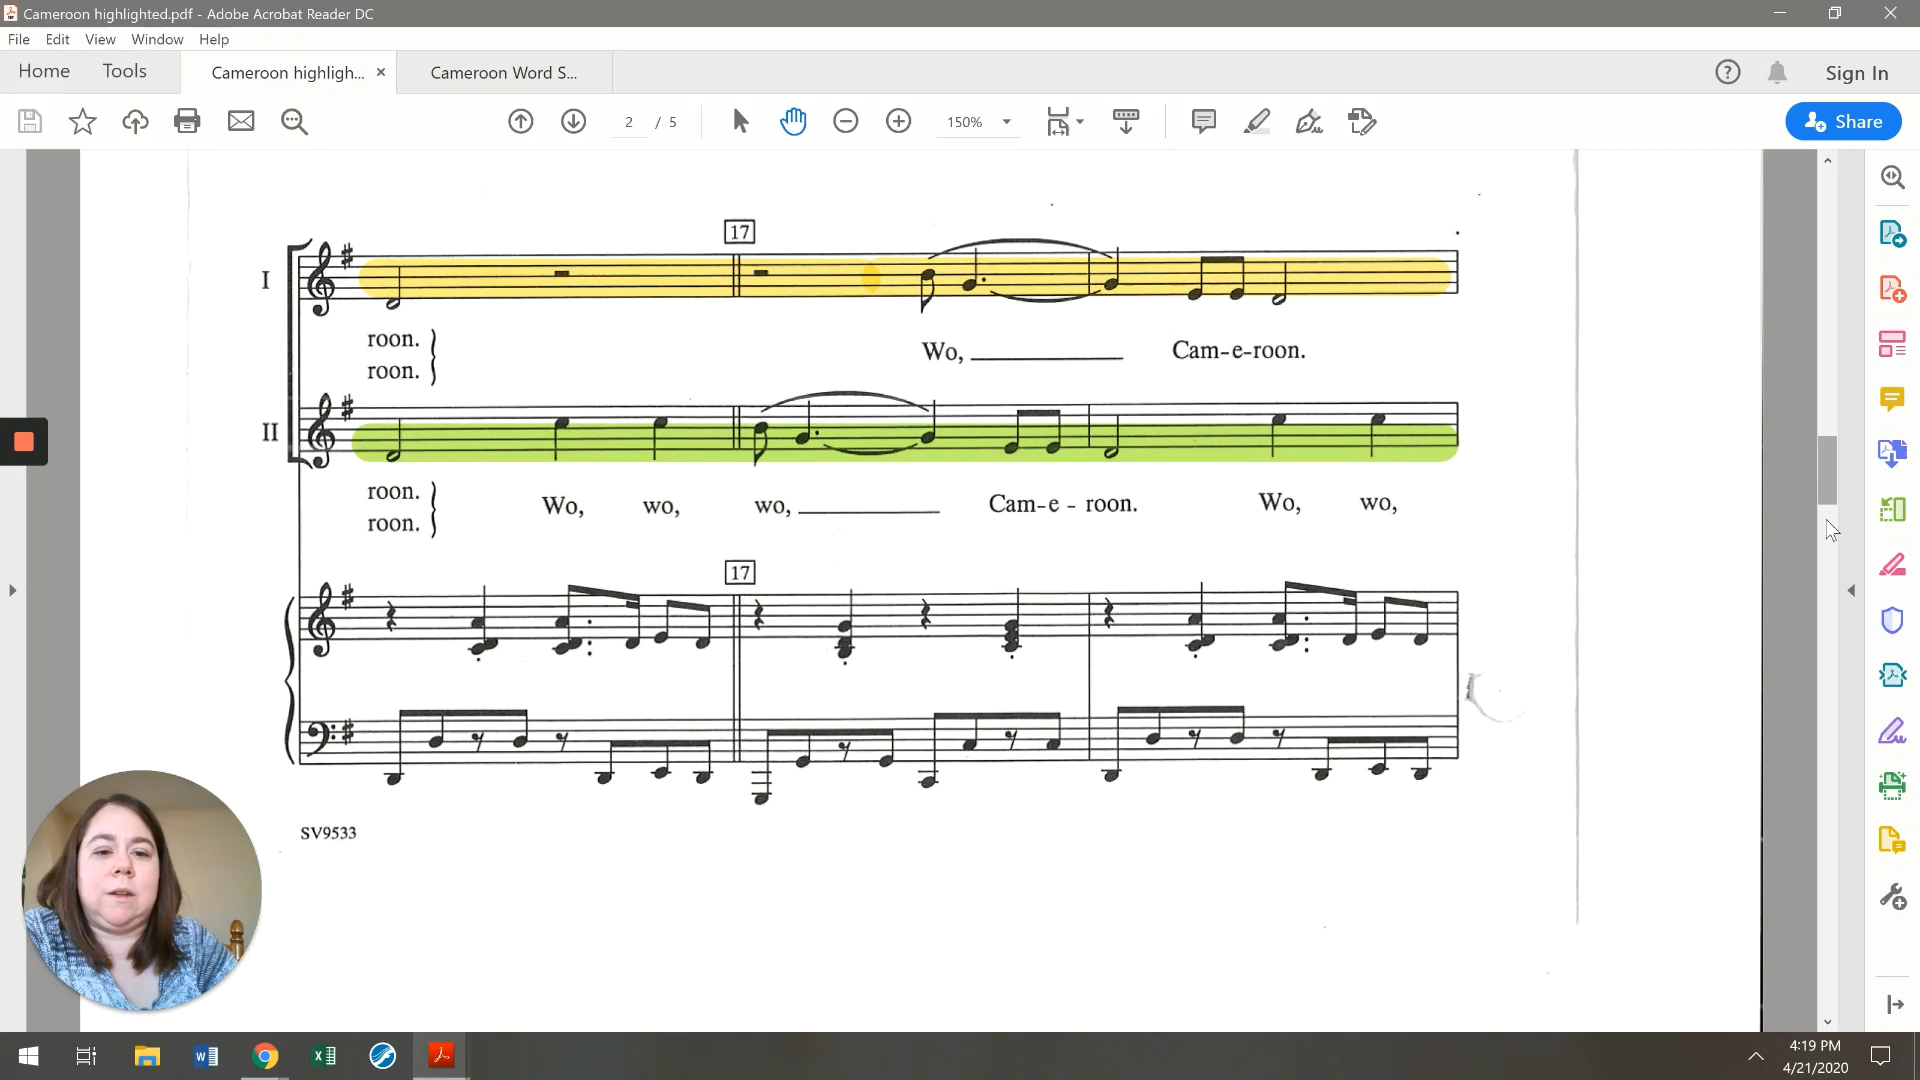 Cameroon highlighted.pdf - Adobe Acrobat Reader DC
File Edit View Window Help
Home Tools Cameroon highligh... × Cameroon Word S... Sign In
2 / 5 150% Share
17
I
roon. Wo, Cam-e-roon.
roon.
II
roon. Wo, wo, wo, Cam-e - roon. Wo, wo,
roon.
17
SV9533
4:19 PM
4/21/2020